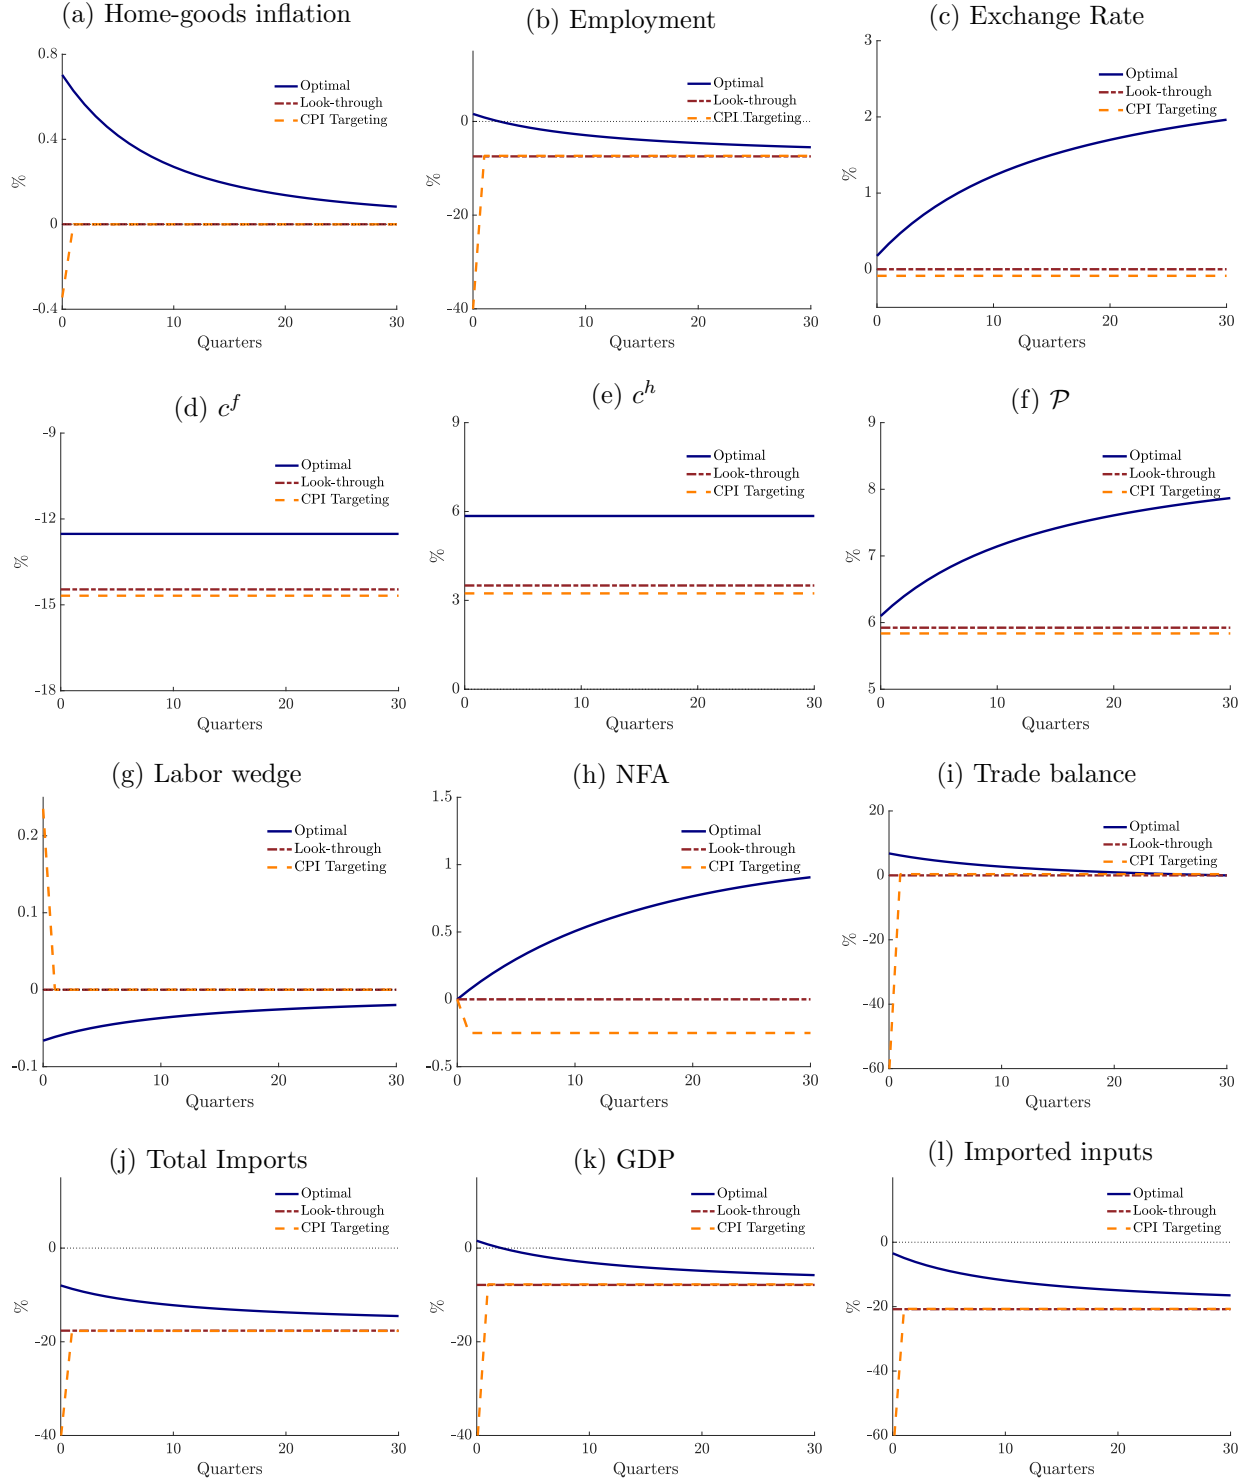 (a) Home-goods inflation
0.8
0.4
0
-0.4
%
Optimal
Look-through
CPI Targeting
0
10
20
30
Quarters
(b) Employment
0
-20
-40
%
Optimal
Look-through
CPI Targeting
0
10
20
30
Quarters
(c) Exchange Rate
3
2
1
0
%
Optimal
Look-through
CPI Targeting
0
10
20
30
Quarters
(d) c^f
-9
-12
-15
-18
%
Optimal
Look-through
CPI Targeting
0
10
20
30
Quarters
(e) c^h
9
6
3
0
%
Optimal
Look-through
CPI Targeting
0
10
20
30
Quarters
(f) 𝒫
9
8
7
6
5
%
Optimal
Look-through
CPI Targeting
0
10
20
30
Quarters
(g) Labor wedge
0.2
0.1
0
-0.1
Optimal
Look-through
CPI Targeting
0
10
20
30
Quarters
(h) NFA
1.5
1
0.5
0
-0.5
Optimal
Look-through
CPI Targeting
0
10
20
30
Quarters
(i) Trade balance
20
0
-20
-40
-60
%
Optimal
Look-through
CPI Targeting
0
10
20
30
Quarters
(j) Total Imports
0
-20
-40
%
Optimal
Look-through
CPI Targeting
0
10
20
30
Quarters
(k) GDP
0
-20
-40
%
Optimal
Look-through
CPI Targeting
0
10
20
30
Quarters
(l) Imported inputs
0
-20
-40
-60
%
Optimal
Look-through
CPI Targeting
0
10
20
30
Quarters